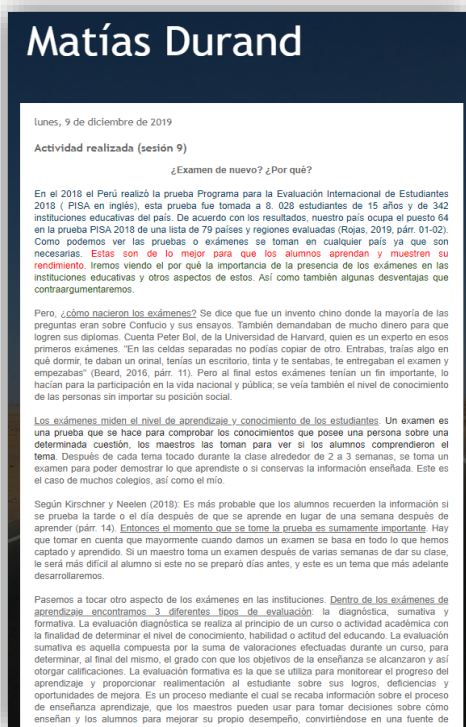 Matías Durand
lunes, 9 de diciembre de 2019
Actividad realizada (sesión 9)
¿Examen de nuevo? ¿Por qué?
En el 2018 el Perú realizó la prueba Programa para la Evaluación Internacional de Estudiantes
2018 ( PISA en inglés), esta prueba fue tomada a 8. 028 estudiantes de 15 años y de 342
instituciones educativas del país. De acuerdo con los resultados, nuestro país ocupa el puesto 64
en la prueba PISA 2018 de una lista de 79 países y regiones evaluadas (Rojas, 2019, párr. 01-02).
Como podemos ver las pruebas o exámenes se toman en cualquier país ya que son
necesarias. Estas son de lo mejor para que los alumnos aprendan y muestren su
rendimiento. Iremos viendo el por qué la importancia de la presencia de los exámenes en las
instituciones educativas y otros aspectos de estos. Así como también algunas desventajas que
contraargumentaremos.
Pero, ¿cómo nacieron los exámenes? Se dice que fue un invento chino donde la mayoría de las
preguntas eran sobre Confucio y sus ensayos. También demandaban de mucho dinero para que
logren sus diplomas. Cuenta Peter Bol, de la Universidad de Harvard, quien es un experto en esos
primeros exámenes. "En las celdas separadas no podías copiar de otro. Entrabas, traías algo en
qué dormir, te daban un orinal, tenías un escritorio, tinta y te sentabas, te entregaban el examen y
empezabas" (Beard, 2016, párr. 11). Pero al final estos exámenes tenían un fin importante, lo
hacían para la participación en la vida nacional y pública; se veía también el nivel de conocimiento
de las personas sin importar su posición social.
Los exámenes miden el nivel de aprendizaje y conocimiento de los estudiantes. Un examen es
una prueba que se hace para comprobar los conocimientos que posee una persona sobre una
determinada cuestión, los maestros las toman para ver si los alumnos comprendieron el
tema. Después de cada tema tocado durante la clase alrededor de 2 a 3 semanas, se toma un
examen para poder demostrar lo que aprendiste o si conservas la información enseñada. Este es
el caso de muchos colegios, así como el mío.
Según Kirschner y Neelen (2018): Es más probable que los alumnos recuerden la información si
se prueba la tarde o el día después de que se aprende en lugar de una semana después de
aprender (párr. 14). Entonces el momento que se tome la prueba es sumamente importante. Hay
que tomar en cuenta que mayormente cuando damos un examen se basa en todo lo que hemos
captado y aprendido. Si un maestro toma un examen después de varias semanas de dar su clase,
le será más difícil al alumno si este no se preparó días antes, y este es un tema que más adelante
desarrollaremos.
Pasemos a tocar otro aspecto de los exámenes en las instituciones. Dentro de los exámenes de
aprendizaje encontramos 3 diferentes tipos de evaluación: la diagnóstica, sumativa y
formativa. La evaluación diagnóstica se realiza al principio de un curso o actividad académica con
la finalidad de determinar el nivel de conocimiento, habilidad o actitud del educando. La evaluación
sumativa es aquella compuesta por la suma de valoraciones efectuadas durante un curso, para
determinar, al final del mismo, el grado con que los objetivos de la enseñanza se alcanzaron y así
otorgar calificaciones. La evaluación formativa es la que se utiliza para monitorear el progreso del
aprendizaje y proporcionar realimentación al estudiante sobre sus logros, deficiencias y
oportunidades de mejora. Es un proceso mediante el cual se recaba información sobre el proceso
de enseñanza aprendizaje, que los maestros pueden usar para tomar decisiones sobre cómo
enseñan y los alumnos para mejorar su propio desempeño, convirtiéndose en una fuente de